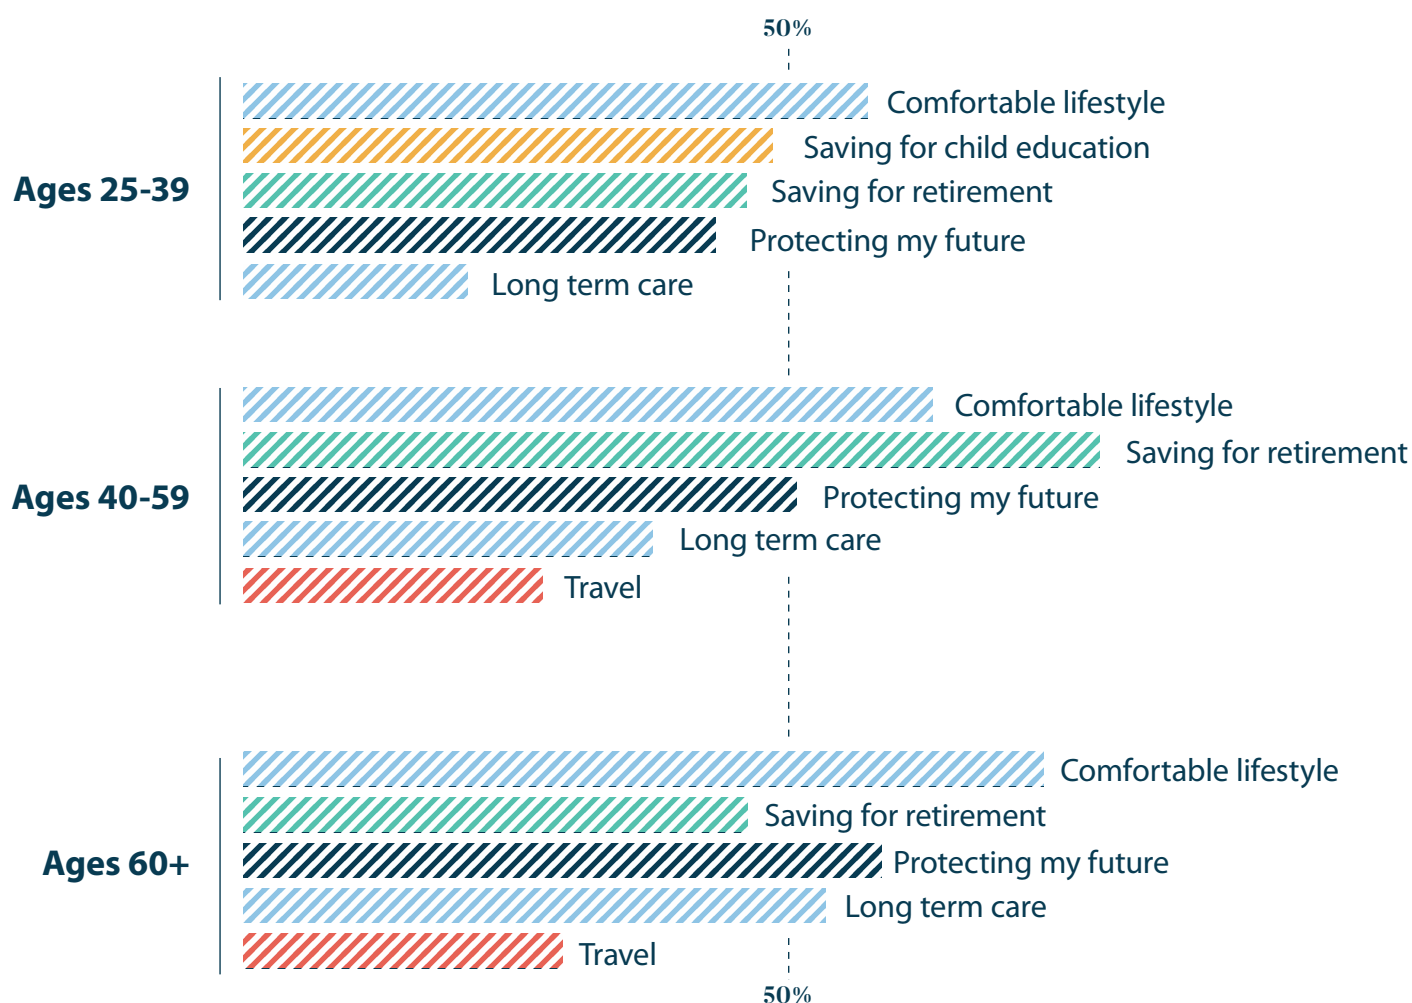 50%
Ages 25-39
Comfortable lifestyle
Saving for child education
Saving for retirement
Protecting my future
Long term care
Ages 40-59
Comfortable lifestyle
Saving for retirement
Protecting my future
Long term care
Travel
Ages 60+
Comfortable lifestyle
Saving for retirement
Protecting my future
Long term care
Travel
50%